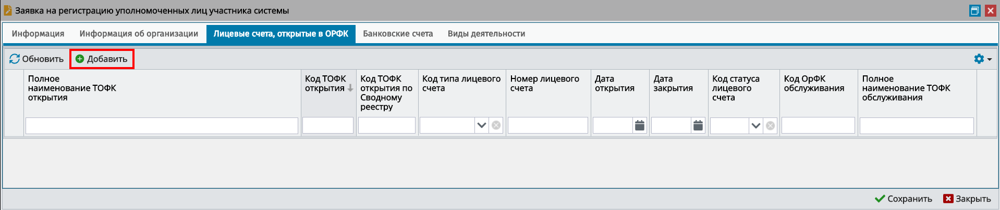 Заявка на регистрацию уполномоченных лиц участника системы
Информация Информация об организации Лицевые счета, открытые в ОРФК Банковские счета Виды деятельности
Обновить Добавить
Полное
наименование ТОФК
открытия
Код ТОФК
открытия
Код ТОФК
открытия по
Сводному
реестру
Код типа лицевого
счета
Номер лицевого
счета
Дата
открытия
Дата
закрытия
Код статуса
лицевого
счета
Код ОрФК
обслуживания
Полное
наименование ТОФК
обслуживания
Сохранить Закрыть